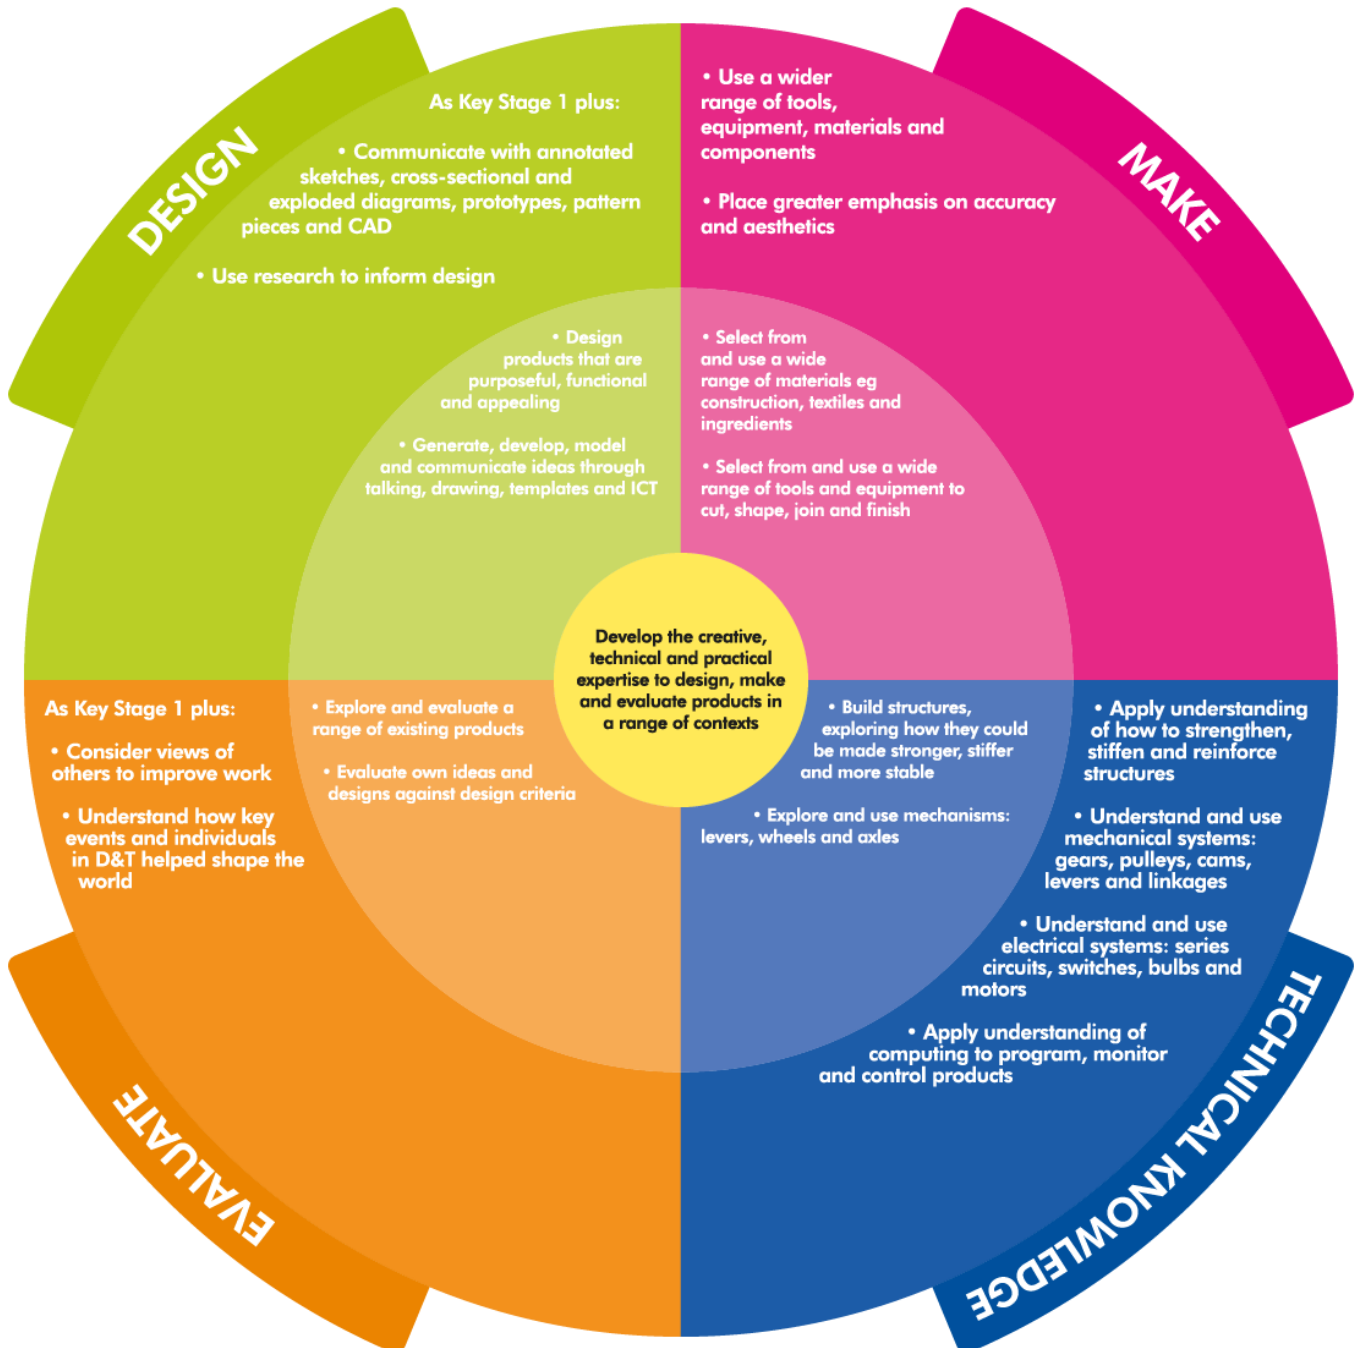 DESIGN
As Key Stage 1 plus:
• Communicate with annotated
sketches, cross-sectional and
exploded diagrams, prototypes, pattern
pieces and CAD
• Use research to inform design
• Design
products that are
purposeful, functional
and appealing
• Generate, develop, model
and communicate ideas through
talking, drawing, templates and ICT
MAKE
• Use a wider
range of tools,
equipment, materials and
components
• Place greater emphasis on accuracy
and aesthetics
• Select from
and use a wide
range of materials eg
construction, textiles and
ingredients
• Select from and use a wide
range of tools and equipment to
cut, shape, join and finish
Develop the creative,
technical and practical
expertise to design, make
and evaluate products in
a range of contexts
EVALUATE
As Key Stage 1 plus:
• Consider views of
others to improve work
• Understand how key
events and individuals
in D&T helped shape the
world
• Explore and evaluate a
range of existing products
• Evaluate own ideas and
designs against design criteria
TECHNICAL KNOWLEDGE
• Build structures,
exploring how they could
be made stronger, stiffer
and more stable
• Explore and use mechanisms:
levers, wheels and axles
• Apply understanding
of how to strengthen,
stiffen and reinforce
structures
• Understand and use
mechanical systems:
gears, pulleys, cams,
levers and linkages
• Understand and use
electrical systems: series
circuits, switches, bulbs and
motors
• Apply understanding of
computing to program, monitor
and control products